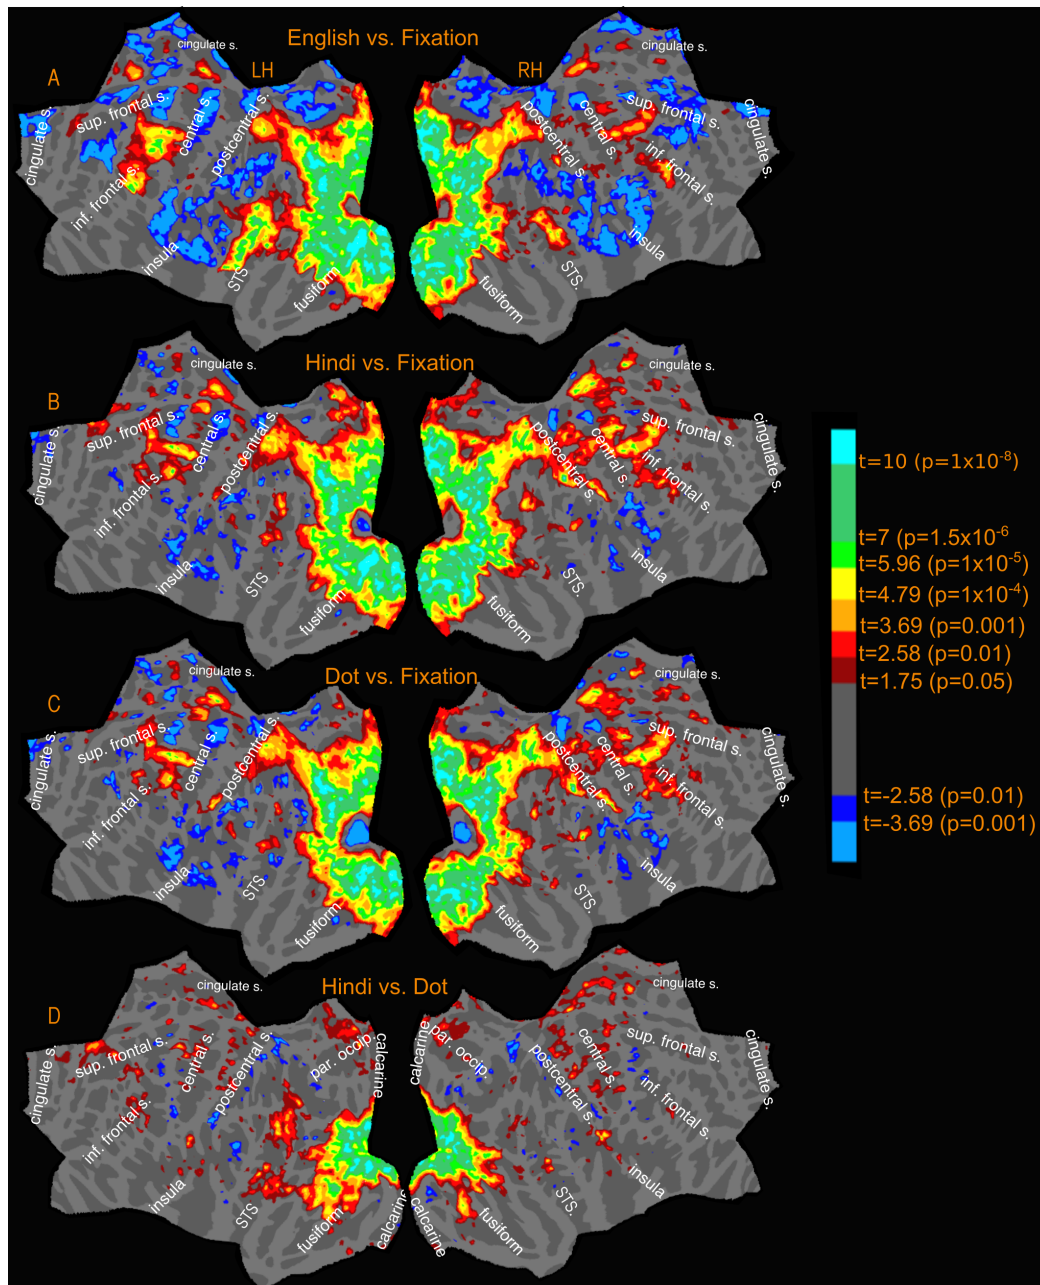 English vs. Fixation
A
LH
RH
cingulate s.
sup. frontal s.
central s.
postcentral s.
cingulate s.
inf. frontal s.
insula
STS
fusiform
cingulate s.
sup. frontal s.
central s.
postcentral s.
cingulate s.
inf. frontal s.
insula
STS.
fusiform
Hindi vs. Fixation
B
cingulate s.
sup. frontal s.
central s.
postcentral s.
cingulate s.
inf. frontal s.
insula
STS
fusiform
cingulate s.
sup. frontal s.
central s.
postcentral s.
cingulate s.
inf. frontal s.
insula
STS.
fusiform
t=10 (p=1x10⁻⁸)
t=7 (p=1.5x10⁻⁶
t=5.96 (p=1x10⁻⁵)
t=4.79 (p=1x10⁻⁴)
t=3.69 (p=0.001)
t=2.58 (p=0.01)
t=1.75 (p=0.05)
t=-2.58 (p=0.01)
t=-3.69 (p=0.001)
Dot vs. Fixation
C
cingulate s.
sup. frontal s.
central s.
postcentral s.
cingulate s.
inf. frontal s.
insula
STS
fusiform
cingulate s.
sup. frontal s.
central s.
postcentral s.
cingulate s.
inf. frontal s.
insula
STS.
fusiform
Hindi vs. Dot
D
cingulate s.
sup. frontal s.
central s.
postcentral s.
par. occip.
calcarine
cingulate s.
inf. frontal s.
insula
STS
fusiform
calcarine
cingulate s.
calcarine
par. occip.
sup. frontal s.
central s.
postcentral s.
cingulate s.
inf. frontal s.
insula
STS.
fusiform
calcarine